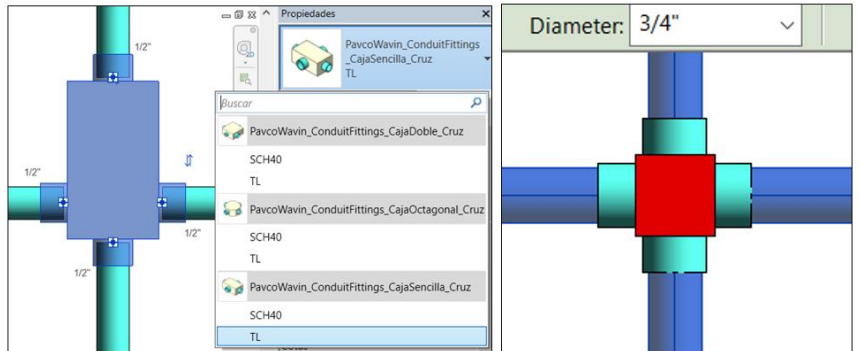 Propiedades
1/2"
PavcoWavin_ConduitFittings
_CajaSencilla_Cruz
TL
Buscar
PavcoWavin_ConduitFittings_CajaDoble_Cruz
SCH40
TL
PavcoWavin_ConduitFittings_CajaOctagonal_Cruz
SCH40
TL
PavcoWavin_ConduitFittings_CajaSencilla_Cruz
SCH40
TL
1/2"
1/2"
1/2"
Diameter: 3/4"